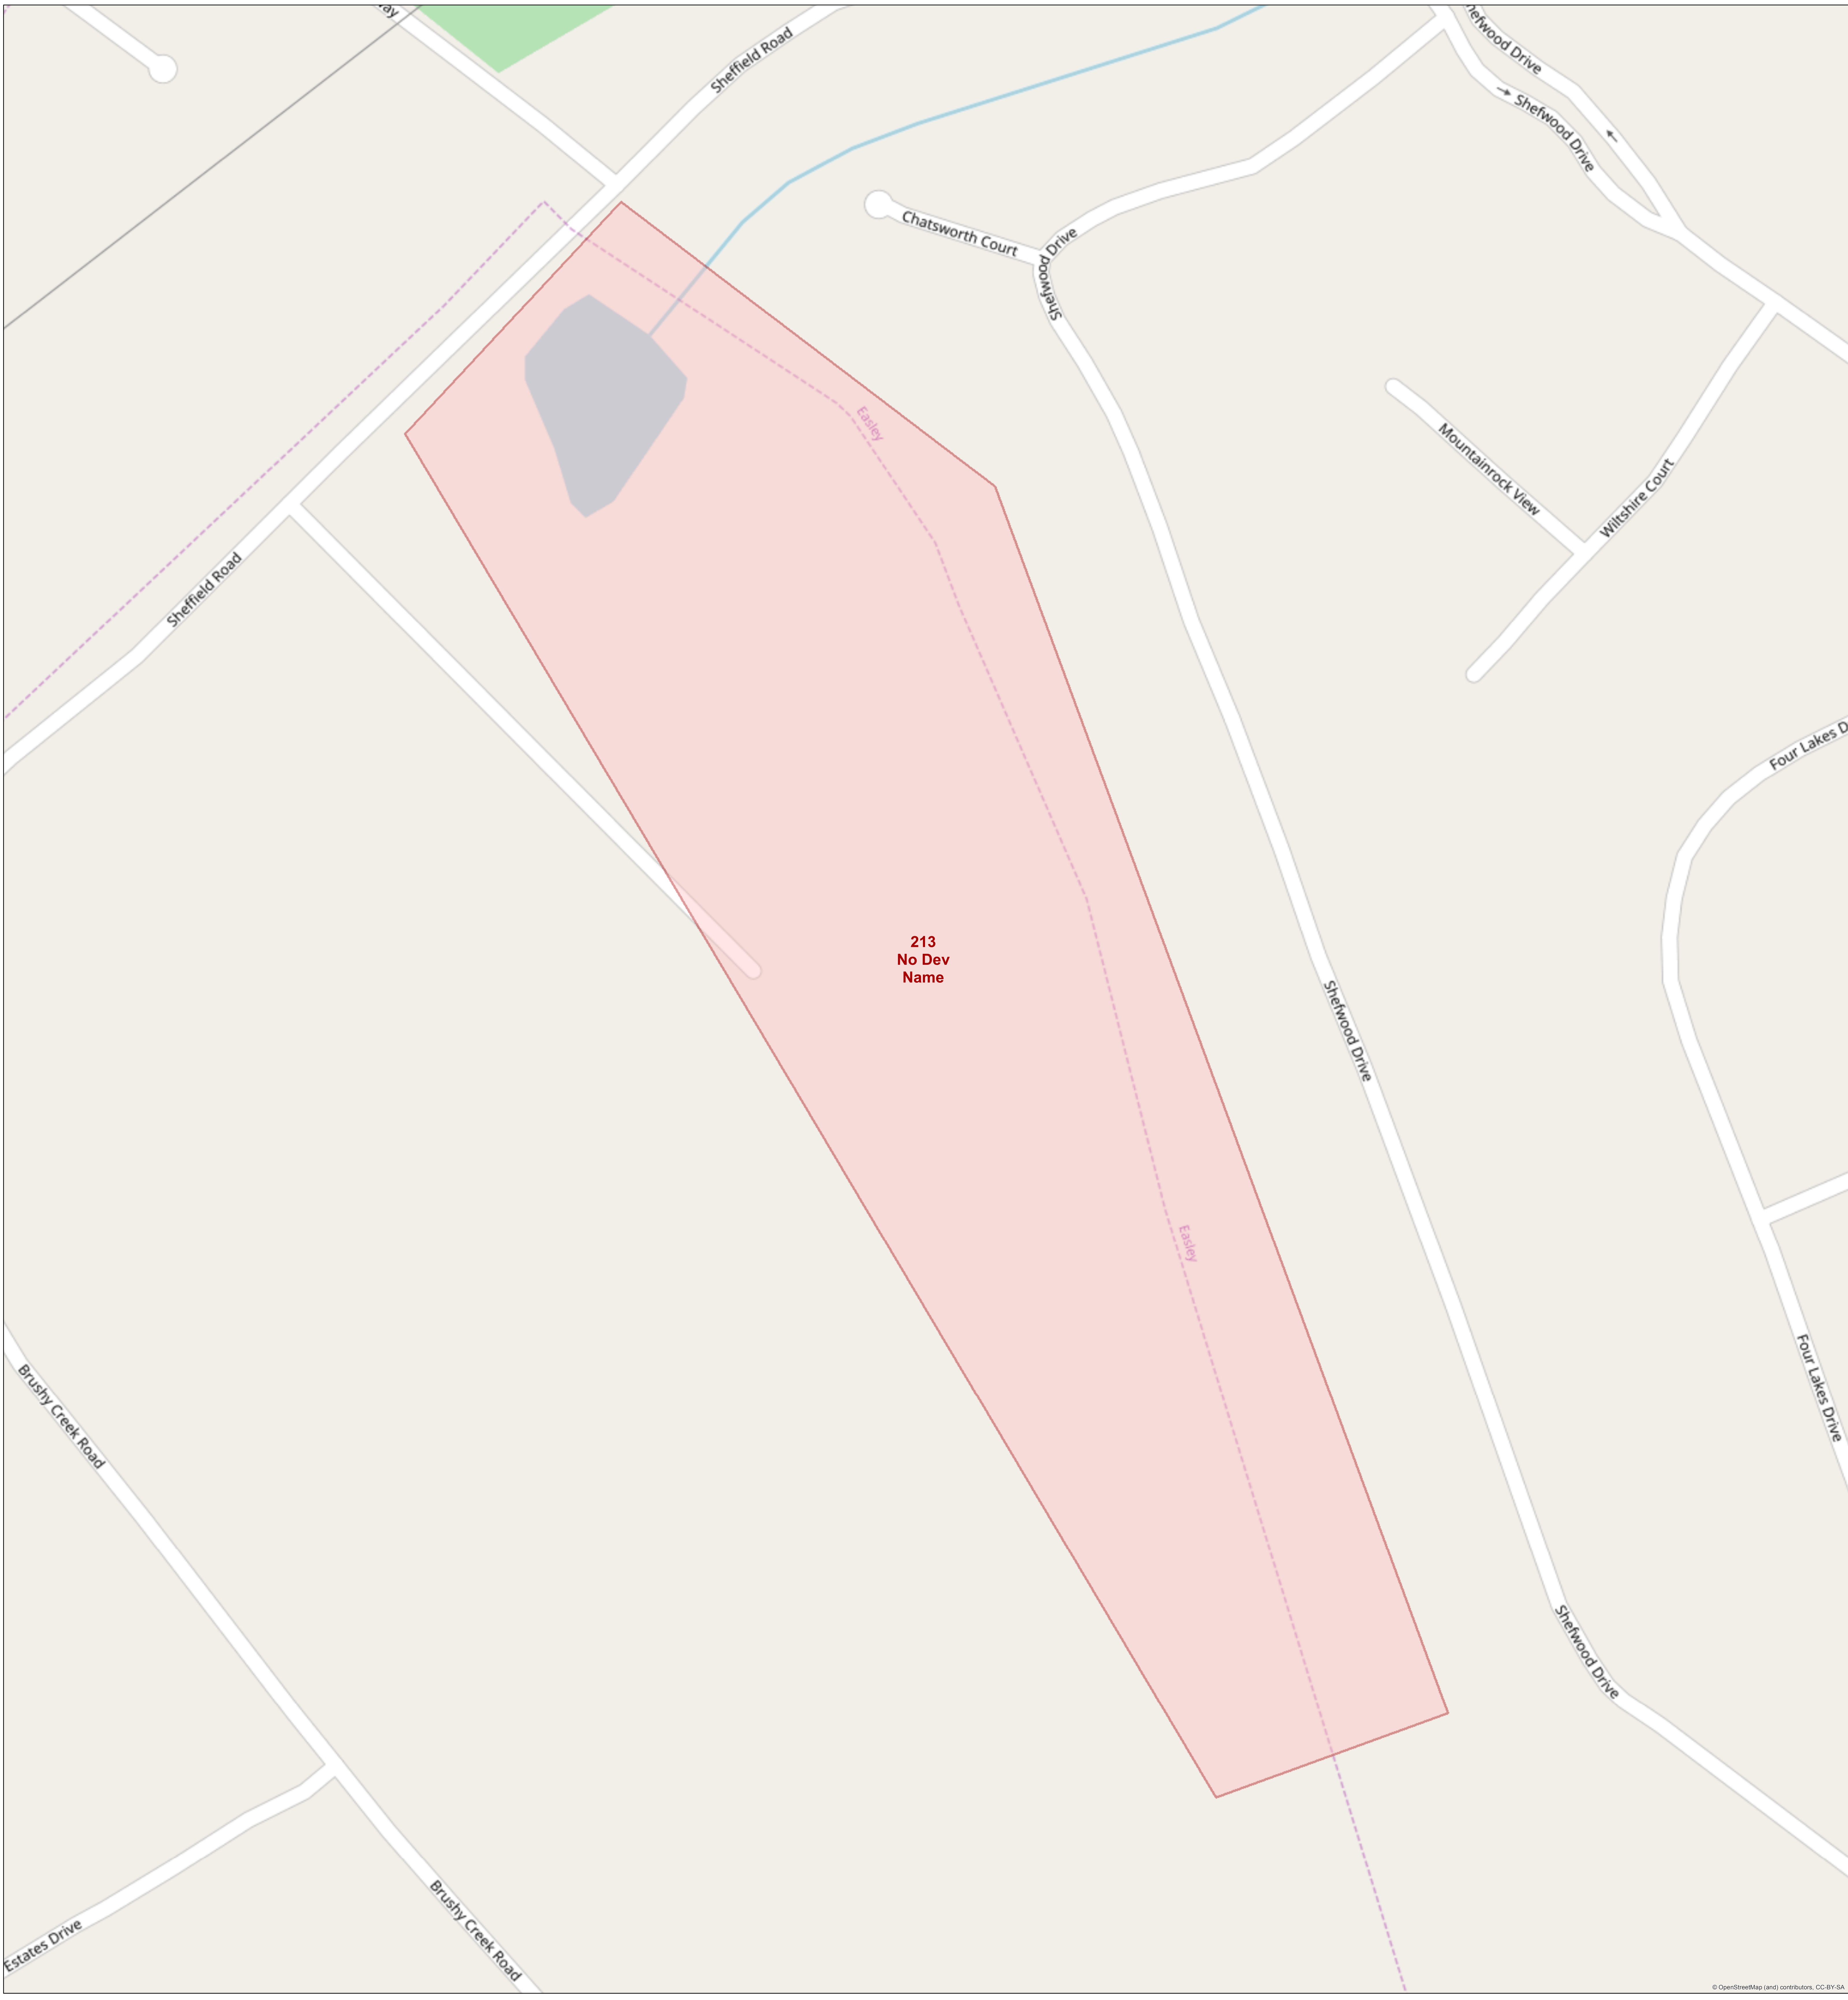 ay
Sheffield Road
hefwood Drive
Shefwood Drive
Chatsworth Court
Shefwood Drive
Easley
Mountainrock View
Wiltshire Court
Sheffield Road
Four Lakes D
213
No Dev
Name
Shefwood Drive
Easley
Four Lakes Drive
Brushy Creek Road
Shefwood Drive
Brushy Creek Road
Estates Drive
© OpenStreetMap (and) contributors, CC-BY-SA